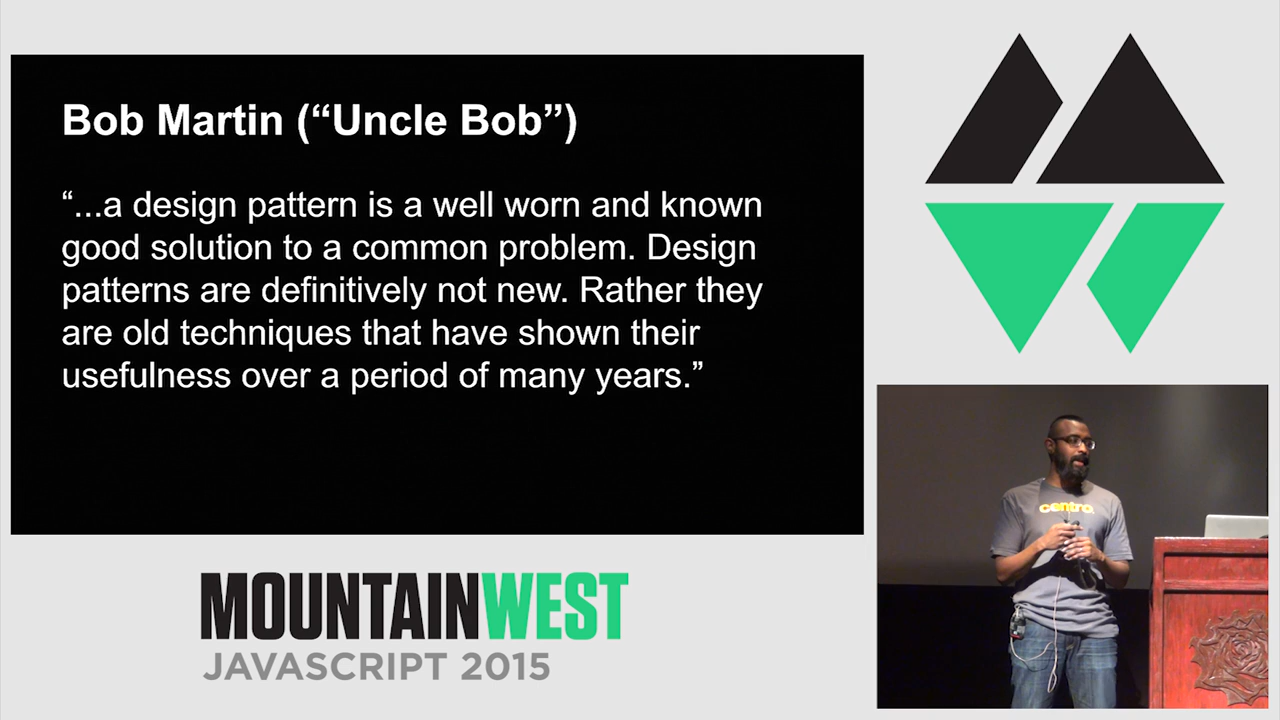 Bob Martin (“Uncle Bob”)
“...a design pattern is a well worn and known
good solution to a common problem. Design
patterns are definitively not new. Rather they
are old techniques that have shown their
usefulness over a period of many years.”
centro.
MOUNTAINWEST
JAVASCRIPT 2015